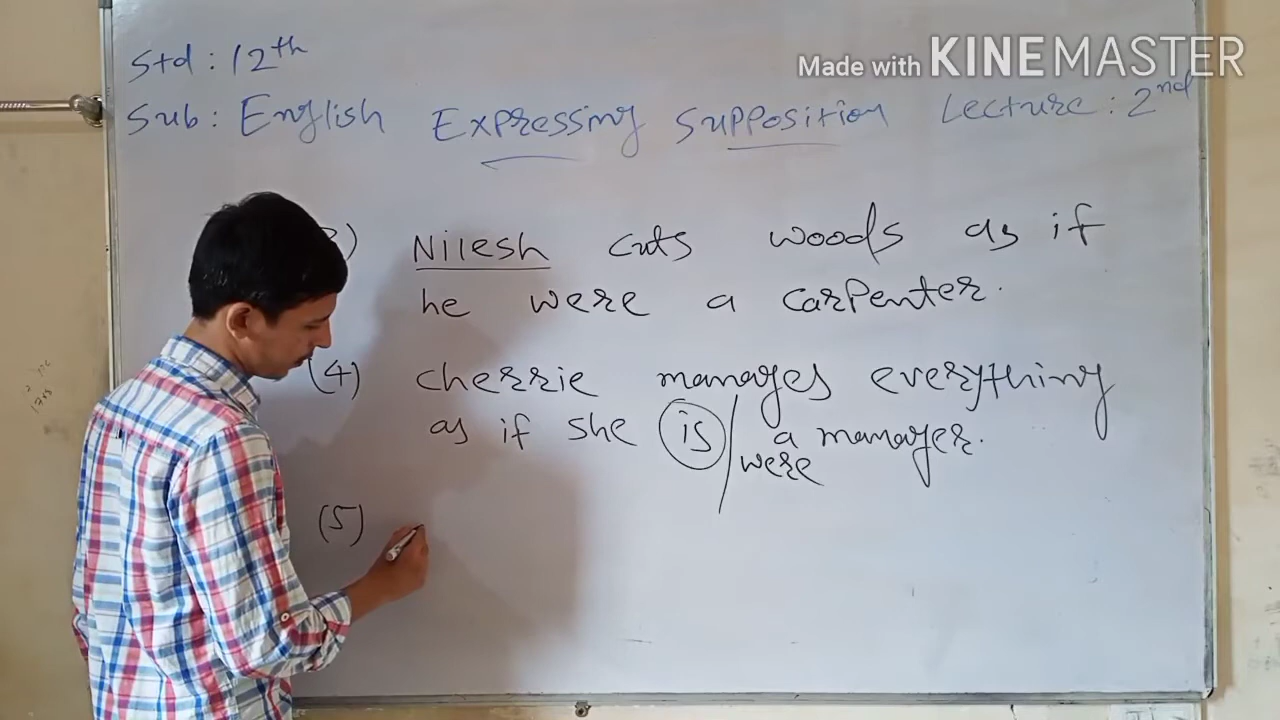 Std : 12th
Made with KINEMASTER
Sub : English Expressing Supposition Lecture : 2nd
) Nilesh cuts woods as if
he were a carpenter.
(4) cherrie manages everything
as if she is / were a manager.
(5)